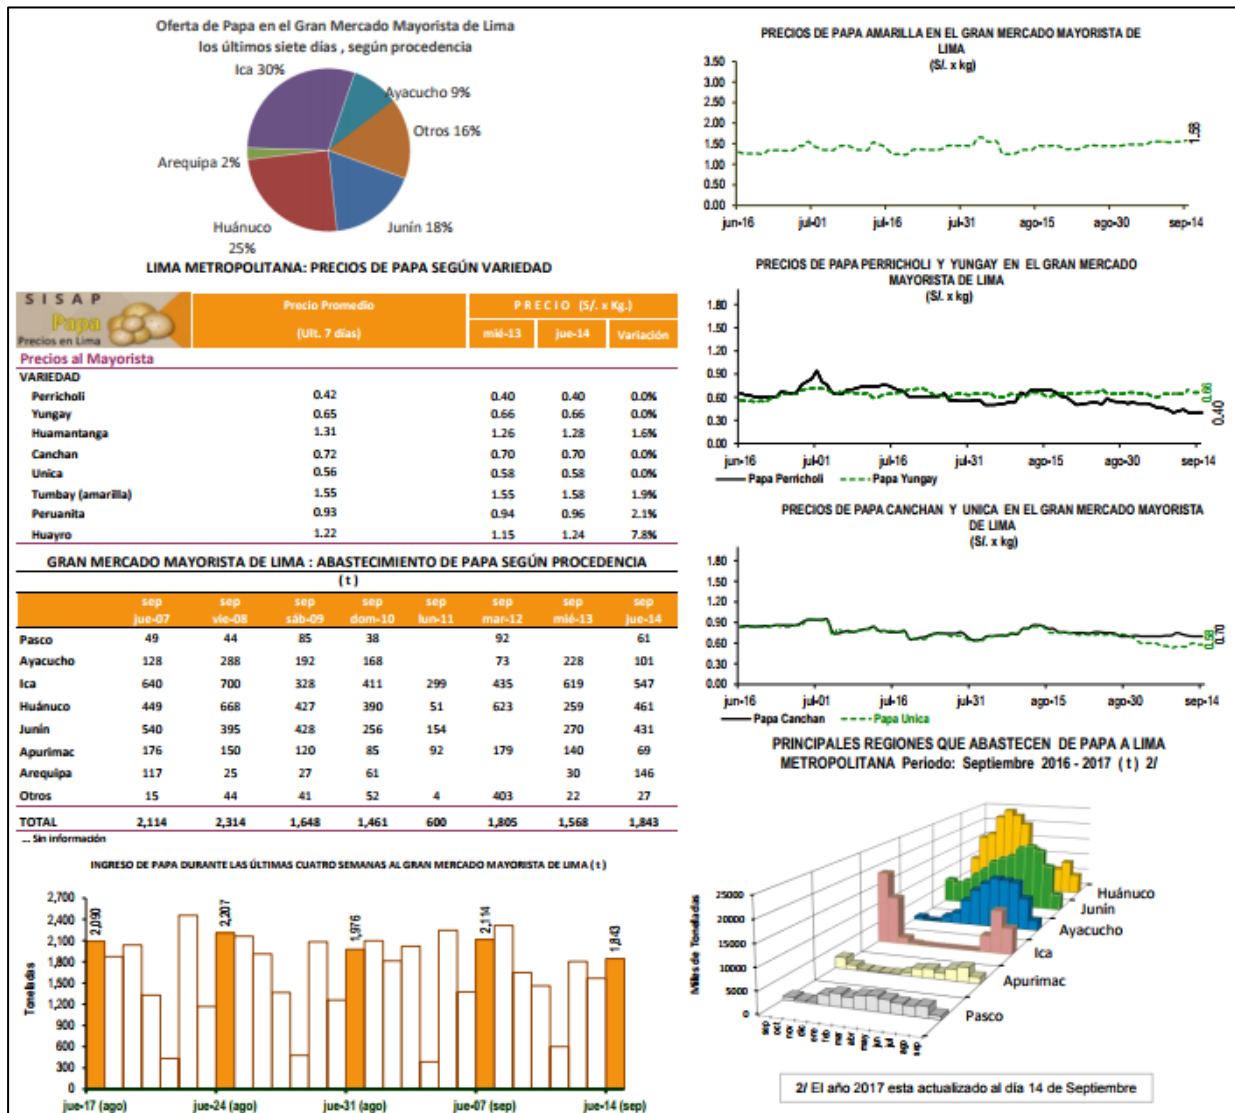 Oferta de Papa en el Gran Mercado Mayorista de Lima
los últimos siete días , según procedencia
Ica 30%
Ayacucho 9%
Otros 16%
Arequipa 2%
Huánuco
25%
Junín 18%
LIMA METROPOLITANA: PRECIOS DE PAPA SEGÚN VARIEDAD
SISAP
Papa
Precios en Lima
Precio Promedio
(Ult. 7 días)
PRECIO (S/. x Kg.)
mié-13 jue-14 Variación
Precios al Mayorista
VARIEDAD
Perricholi 0.42 0.40 0.40 0.0%
Yungay 0.65 0.66 0.66 0.0%
Huamantanga 1.31 1.26 1.28 1.6%
Canchan 0.72 0.70 0.70 0.0%
Unica 0.56 0.58 0.58 0.0%
Tumbay (amarilla) 1.55 1.55 1.58 1.9%
Peruanita 0.93 0.94 0.96 2.1%
Huayro 1.22 1.15 1.24 7.8%
GRAN MERCADO MAYORISTA DE LIMA : ABASTECIMIENTO DE PAPA SEGÚN PROCEDENCIA
( t )
sep sep sep sep sep sep sep sep
jue-07 vie-08 sáb-09 dom-10 lun-11 mar-12 mié-13 jue-14
Pasco 49 44 85 38 92 61
Ayacucho 128 288 192 168 73 228 101
Ica 640 700 328 411 299 435 619 547
Huánuco 449 668 427 390 51 623 259 461
Junín 540 395 428 256 154 270 431
Apurimac 176 150 120 85 92 179 140 69
Arequipa 117 25 27 61 30 146
Otros 15 44 41 52 4 403 22 27
TOTAL 2,114 2,314 1,648 1,461 600 1,805 1,568 1,843
... Sin información
INGRESO DE PAPA DURANTE LAS ÚLTIMAS CUATRO SEMANAS AL GRAN MERCADO MAYORISTA DE LIMA ( t )
Toneladas
2,700
2,400
2,100
1,800
1,500
1,200
900
600
300
0
2,090
2,207
1,976
2,114
1,843
jue-17 (ago) jue-24 (ago) jue-31 (ago) jue-07 (sep) jue-14 (sep)
PRECIOS DE PAPA AMARILLA EN EL GRAN MERCADO MAYORISTA DE
LIMA
(S/. x kg)
3.50
3.00
2.50
2.00
1.50
1.00
0.50
0.00
1.58
jun-16 jul-01 jul-16 jul-31 ago-15 ago-30 sep-14
PRECIOS DE PAPA PERRICHOLI Y YUNGAY EN EL GRAN MERCADO
MAYORISTA DE LIMA
(S/. x kg)
1.80
1.50
1.20
0.90
0.60
0.30
0.00
0.66
0.40
jun-16 jul-01 jul-16 jul-31 ago-15 ago-30 sep-14
Papa Perricholi Papa Yungay
PRECIOS DE PAPA CANCHAN Y UNICA EN EL GRAN MERCADO MAYORISTA
DE LIMA
(S/. x kg)
1.80
1.50
1.20
0.90
0.60
0.30
0.00
0.58
0.70
jun-16 jul-01 jul-16 jul-31 ago-15 ago-30 sep-14
Papa Canchan Papa Unica
PRINCIPALES REGIONES QUE ABASTECEN DE PAPA A LIMA
METROPOLITANA Periodo: Septiembre 2016 - 2017 ( t ) 2/
Miles de Toneladas
25000
20000
15000
10000
5000
0
sep
oct
nov
dic
ene
feb
mar
abr
may
jun
jul
ago
sep
Huánuco
Junín
Ayacucho
Ica
Apurimac
Pasco
2/ El año 2017 esta actualizado al día 14 de Septiembre